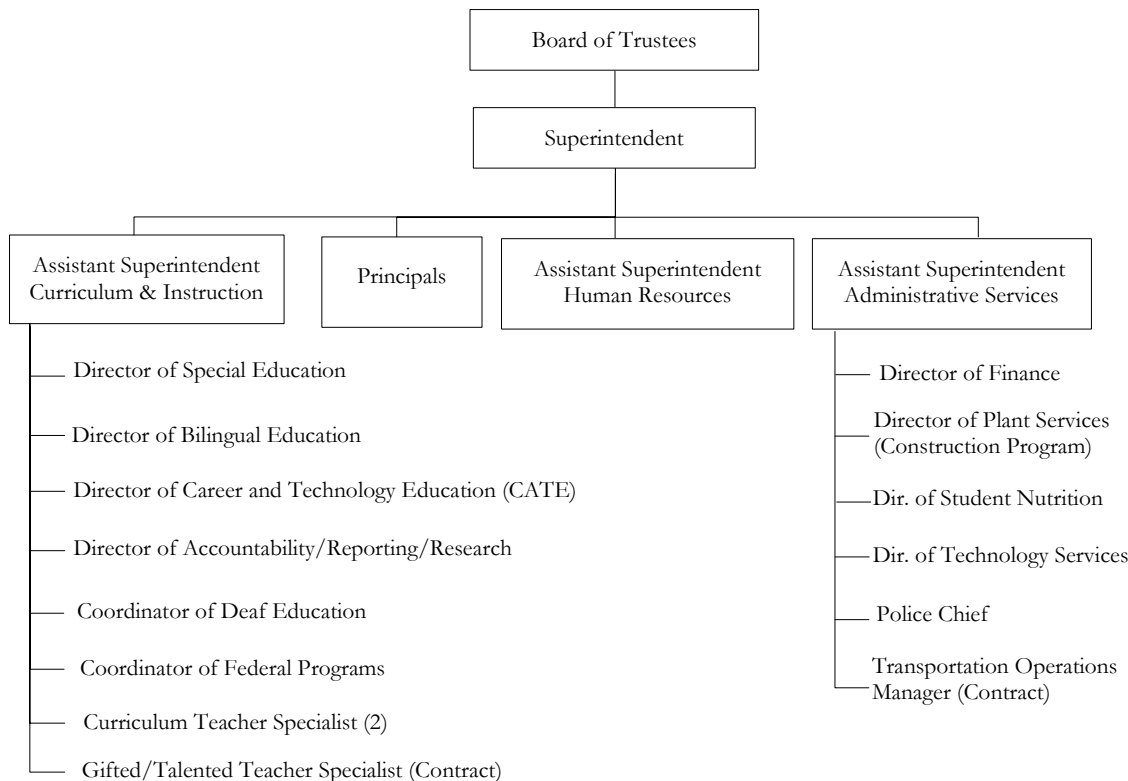 Board of Trustees
Superintendent
Assistant Superintendent
Curriculum & Instruction
Principals
Assistant Superintendent
Human Resources
Assistant Superintendent
Administrative Services
Director of Special Education
Director of Bilingual Education
Director of Career and Technology Education (CATE)
Director of Accountability/Reporting/Research
Coordinator of Deaf Education
Coordinator of Federal Programs
Curriculum Teacher Specialist (2)
Gifted/Talented Teacher Specialist (Contract)
Director of Finance
Director of Plant Services
(Construction Program)
Dir. of Student Nutrition
Dir. of Technology Services
Police Chief
Transportation Operations
Manager (Contract)